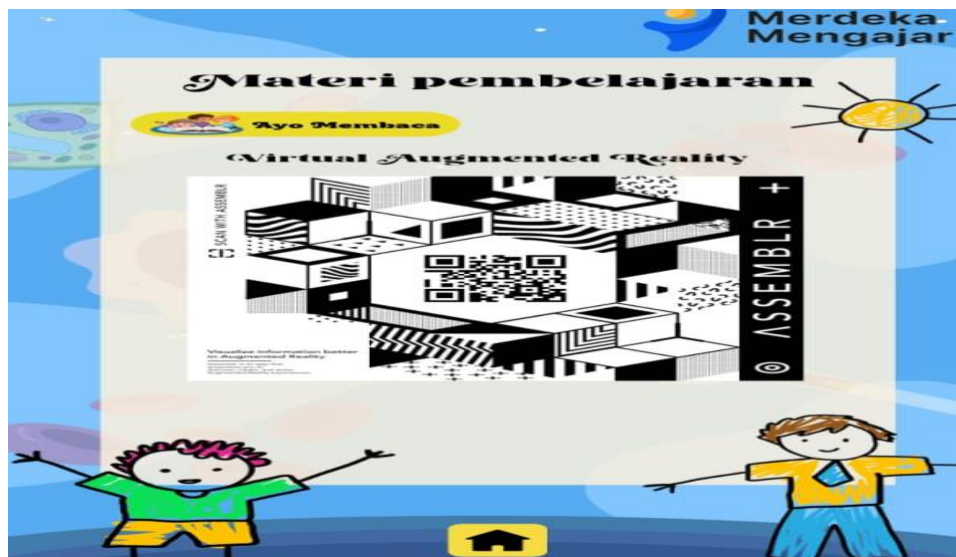 Merdeka
Mengajar
Materi pembelajaran
Ayo Membaca
Virtual Augmented Reality
SCAN WITH ASSEMBLR
ASSEMBLR
Visualize information better
in Augmented Reality